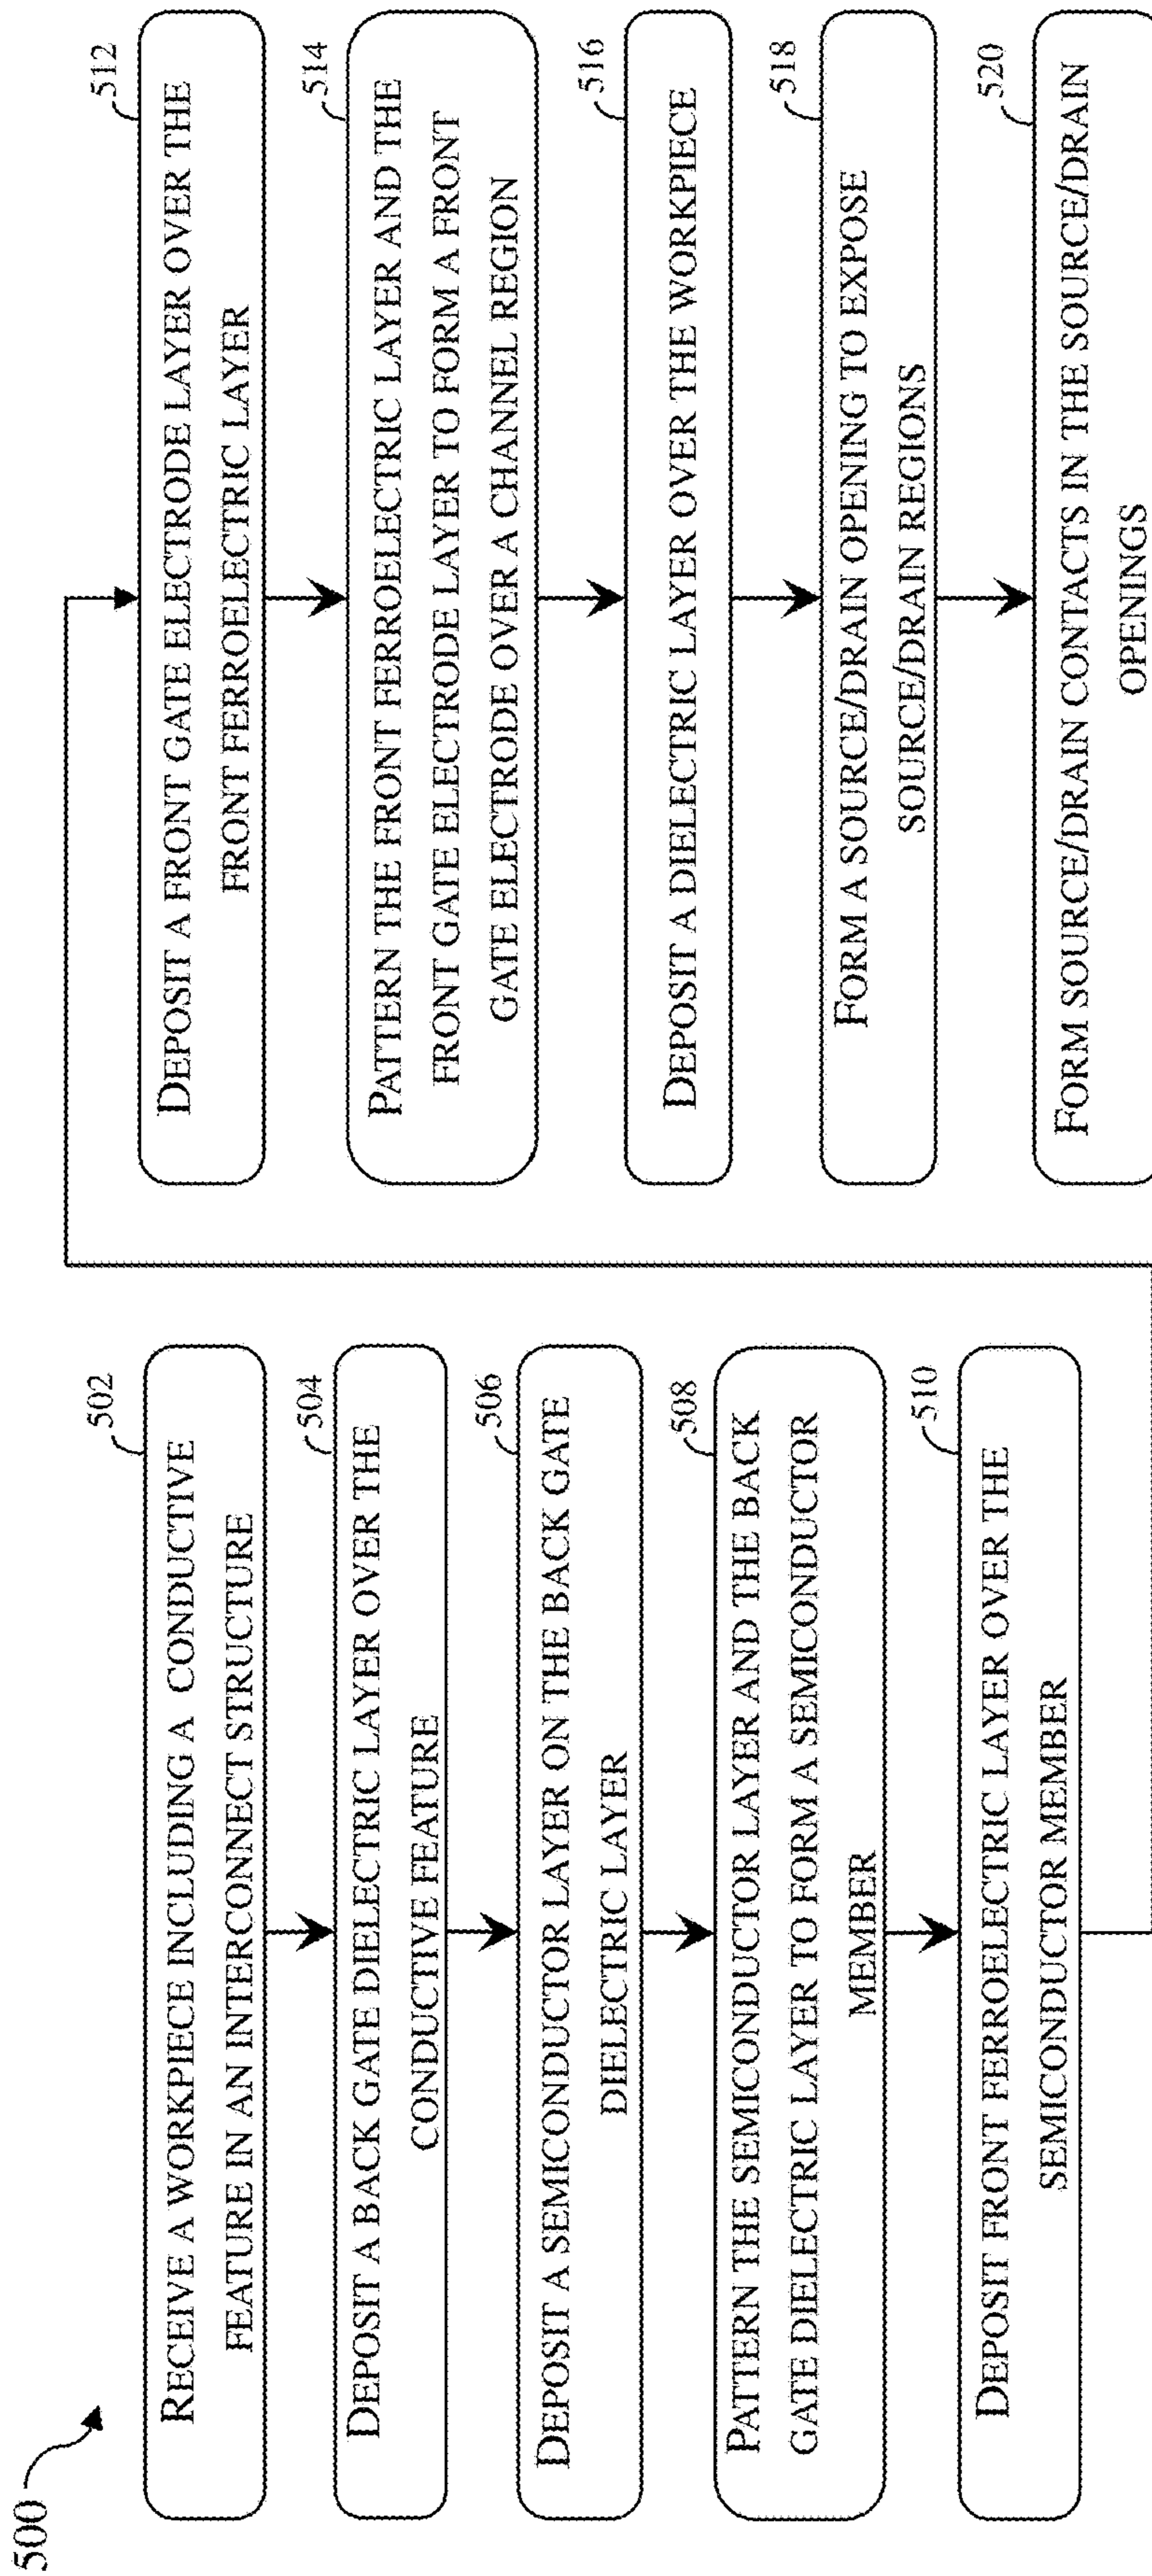 500
502
RECEIVE A WORKPIECE INCLUDING A CONDUCTIVE
FEATURE IN AN INTERCONNECT STRUCTURE
504
DEPOSIT A BACK GATE DIELECTRIC LAYER OVER THE
CONDUCTIVE FEATURE
506
DEPOSIT A SEMICONDUCTOR LAYER ON THE BACK GATE
DIELECTRIC LAYER
508
PATTERN THE SEMICONDUCTOR LAYER AND THE BACK
GATE DIELECTRIC LAYER TO FORM A SEMICONDUCTOR
MEMBER
510
DEPOSIT FRONT FERROELECTRIC LAYER OVER THE
SEMICONDUCTOR MEMBER
512
DEPOSIT A FRONT GATE ELECTRODE LAYER OVER THE
FRONT FERROELECTRIC LAYER
514
PATTERN THE FRONT FERROELECTRIC LAYER AND THE
FRONT GATE ELECTRODE LAYER TO FORM A FRONT
GATE ELECTRODE OVER A CHANNEL REGION
516
DEPOSIT A DIELECTRIC LAYER OVER THE WORKPIECE
518
FORM A SOURCE/DRAIN OPENING TO EXPOSE
SOURCE/DRAIN REGIONS
520
FORM SOURCE/DRAIN CONTACTS IN THE SOURCE/DRAIN
OPENINGS